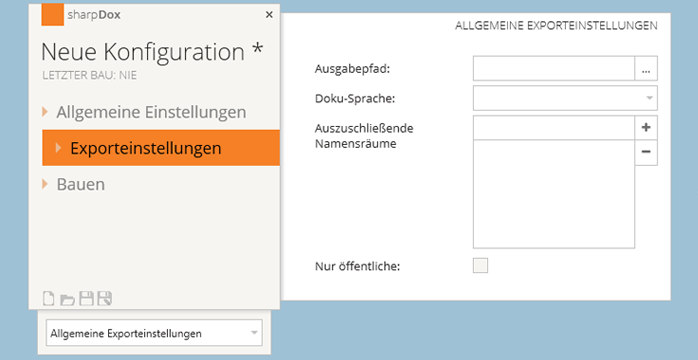 sharpDox
Neue Konfiguration *
LETZTER BAU: NIE
Allgemeine Einstellungen
Exporteinstellungen
Bauen
Allgemeine Exporteinstellungen
ALLGEMEINE EXPORTEINSTELLUNGEN
Ausgabepfad:
...
Doku-Sprache:
Auszuschließende
Namensräume
Nur öffentliche: